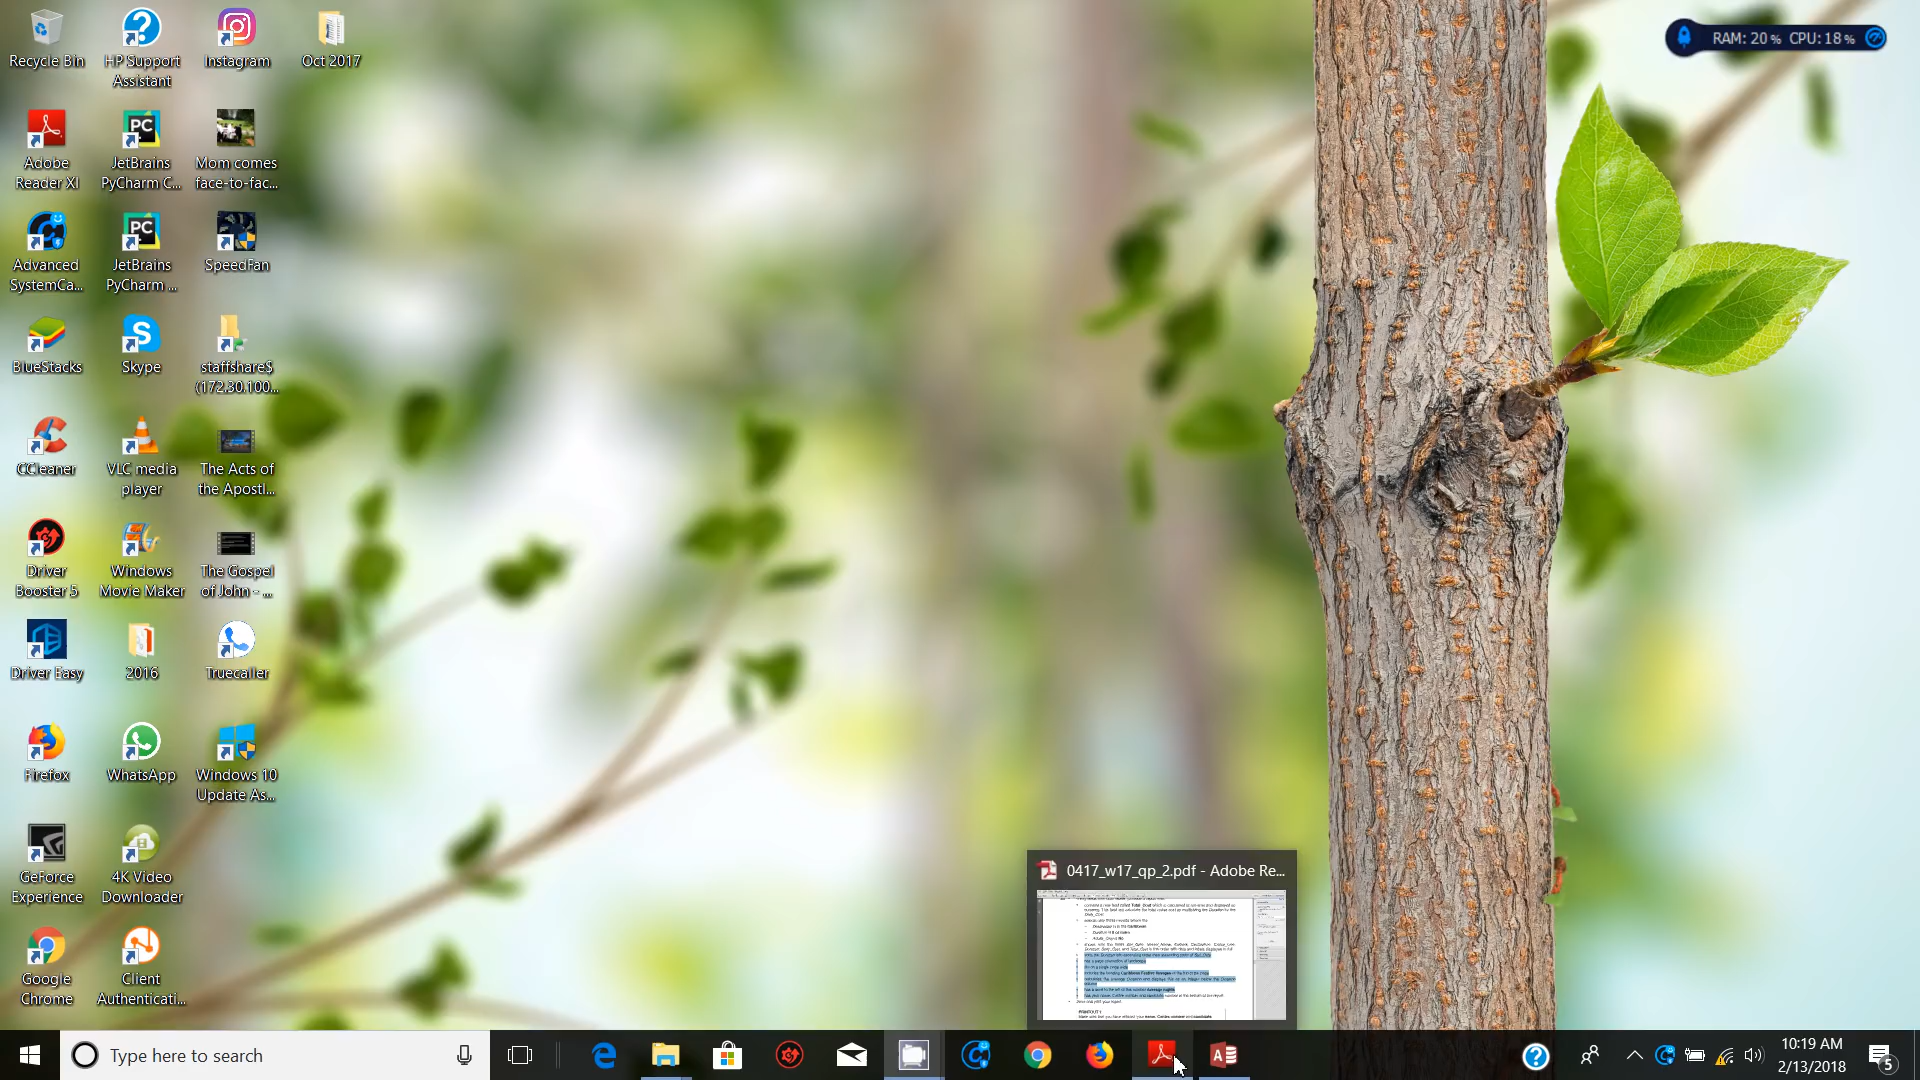 Recycle Bin
HP Support
Assistant
Instagram
Oct 2017
RAM: 20 % CPU: 18 %
Adobe
Reader XI
JetBrains
PyCharm C...
Mom comes
face-to-fac...
Advanced
SystemCa...
JetBrains
PyCharm ...
SpeedFan
BlueStacks
Skype
staffshare$
(172.30.100...
CCleaner
VLC media
player
The Acts of
the Apostl...
Driver
Booster 5
Windows
Movie Maker
The Gospel
of John - ...
Driver Easy
2016
Truecaller
Firefox
WhatsApp
Windows 10
Update As...
GeForce
Experience
4K Video
Downloader
Google
Chrome
Client
Authenticati...
0417_w17_qp_2.pdf - Adobe Re...
Type here to search
10:19 AM
2/13/2018
5